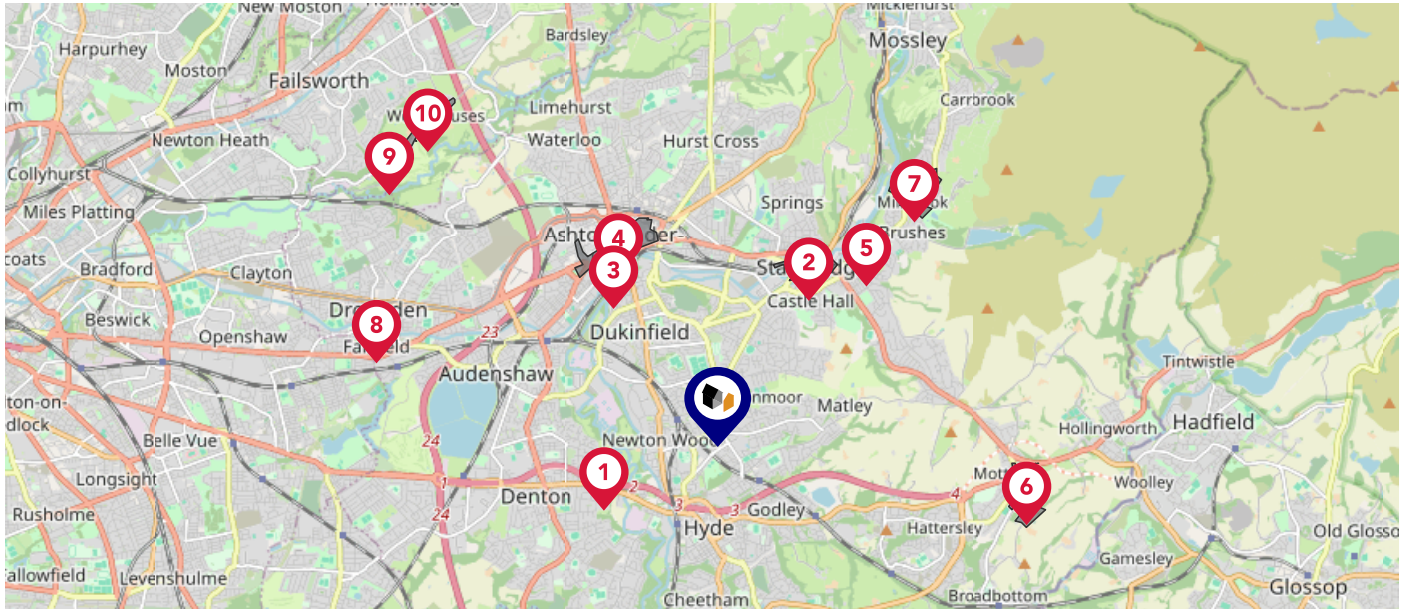 New Moston
Micklehurst
Harpurhey
Bardsley
Mossley
Moston
Failsworth
Carrbrook
10
Limehurst
Newton Heath
Waterloo
Hurst Cross
9
Collyhurst
7
Miles Platting
Springs
Brushes
4
5
2
Bradford
Clayton
3
Castle Hall
Beswick
8
23
Openshaw
Dukinfield
Audenshaw
Tintwistle
Matley
Hadfield
Belle Vue
24
Newton Wood
Hollingworth
Longsight
1
1
2
3
3
4
6
Woolley
Denton
Rusholme
24
Godley
Hyde
Hattersley
Gamesley
Levenshulme
Glossop
Cheetham
Broadbottom